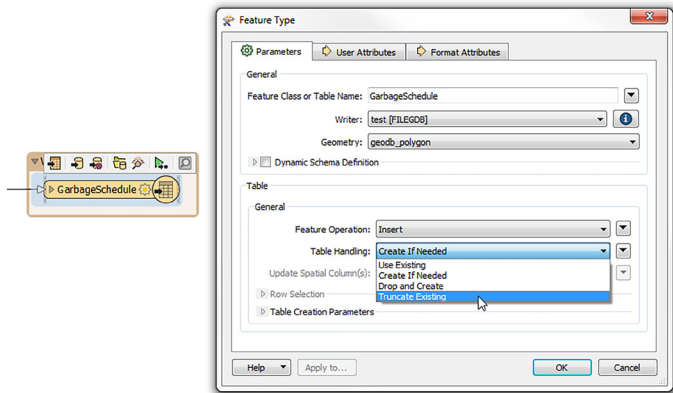 Feature Type
Parameters
User Attributes
Format Attributes
General
Feature Class or Table Name: GarbageSchedule
Writer: test [FILEGDB]
Geometry: geodb_polygon
Dynamic Schema Definition
Table
General
Feature Operation: Insert
Table Handling: Create If Needed
Use Existing
Create If Needed
Update Spatial Column(s):
Drop and Create
Truncate Existing
Row Selection
Table Creation Parameters
Help
Apply to...
OK
Cancel
GarbageSchedule